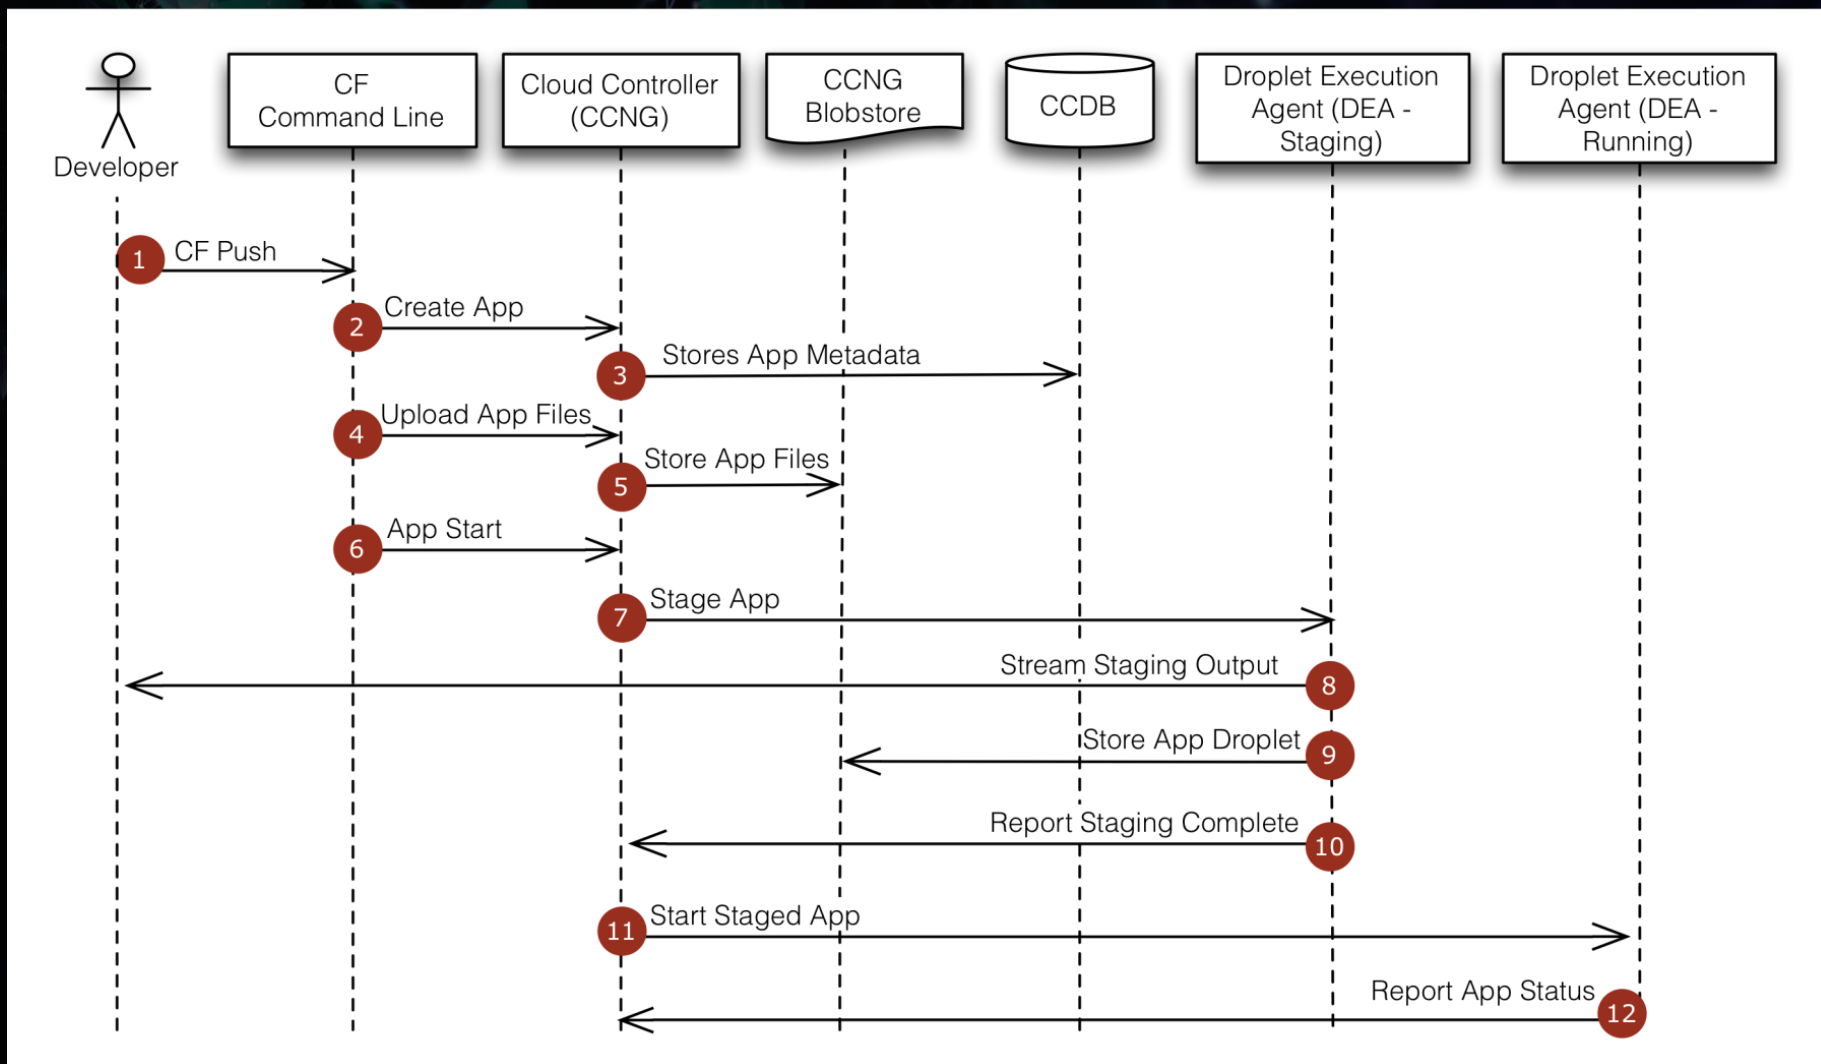 Developer
CF
Command Line
Cloud Controller
(CCNG)
CCNG
Blobstore
CCDB
Droplet Execution
Agent (DEA -
Staging)
Droplet Execution
Agent (DEA -
Running)
1 CF Push
2 Create App
3 Stores App Metadata
4 Upload App Files
5 Store App Files
6 App Start
7 Stage App
Stream Staging Output 8
Store App Droplet 9
Report Staging Complete 10
11 Start Staged App
Report App Status 12